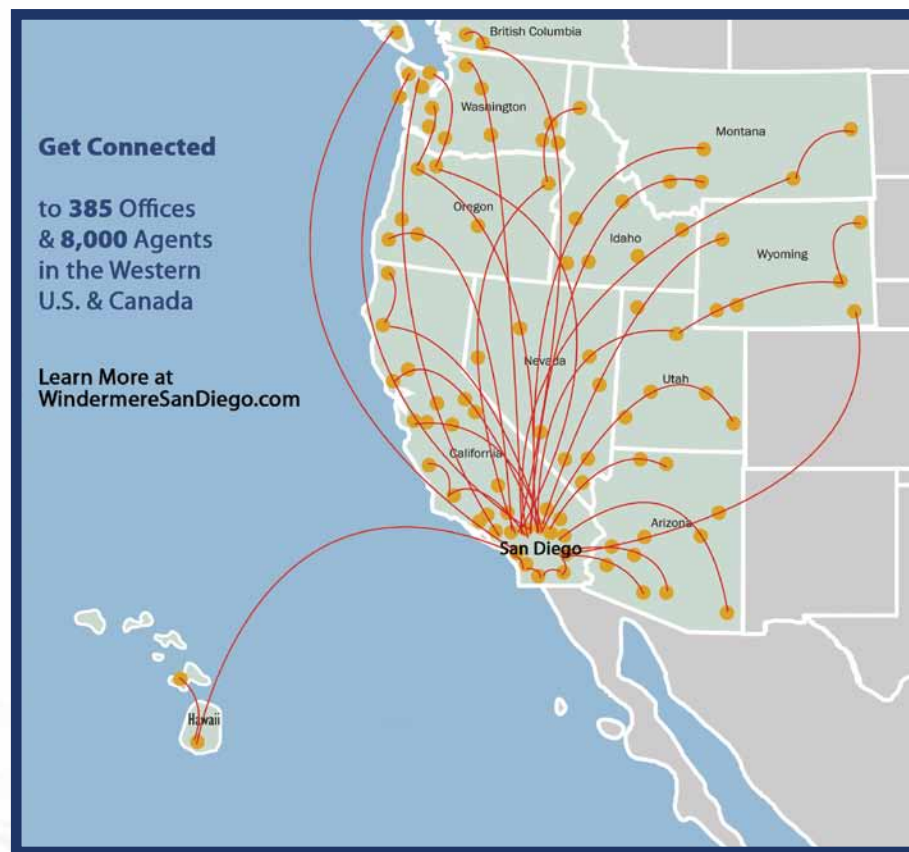 British Columbia
Washington
Montana
Get Connected
to 385 Offices
& 8,000 Agents
in the Western
U.S. & Canada
Oregon
Idaho
Wyoming
Learn More at
WindermereSanDiego.com
Nevada
Utah
California
Arizona
San Diego
Hawaii